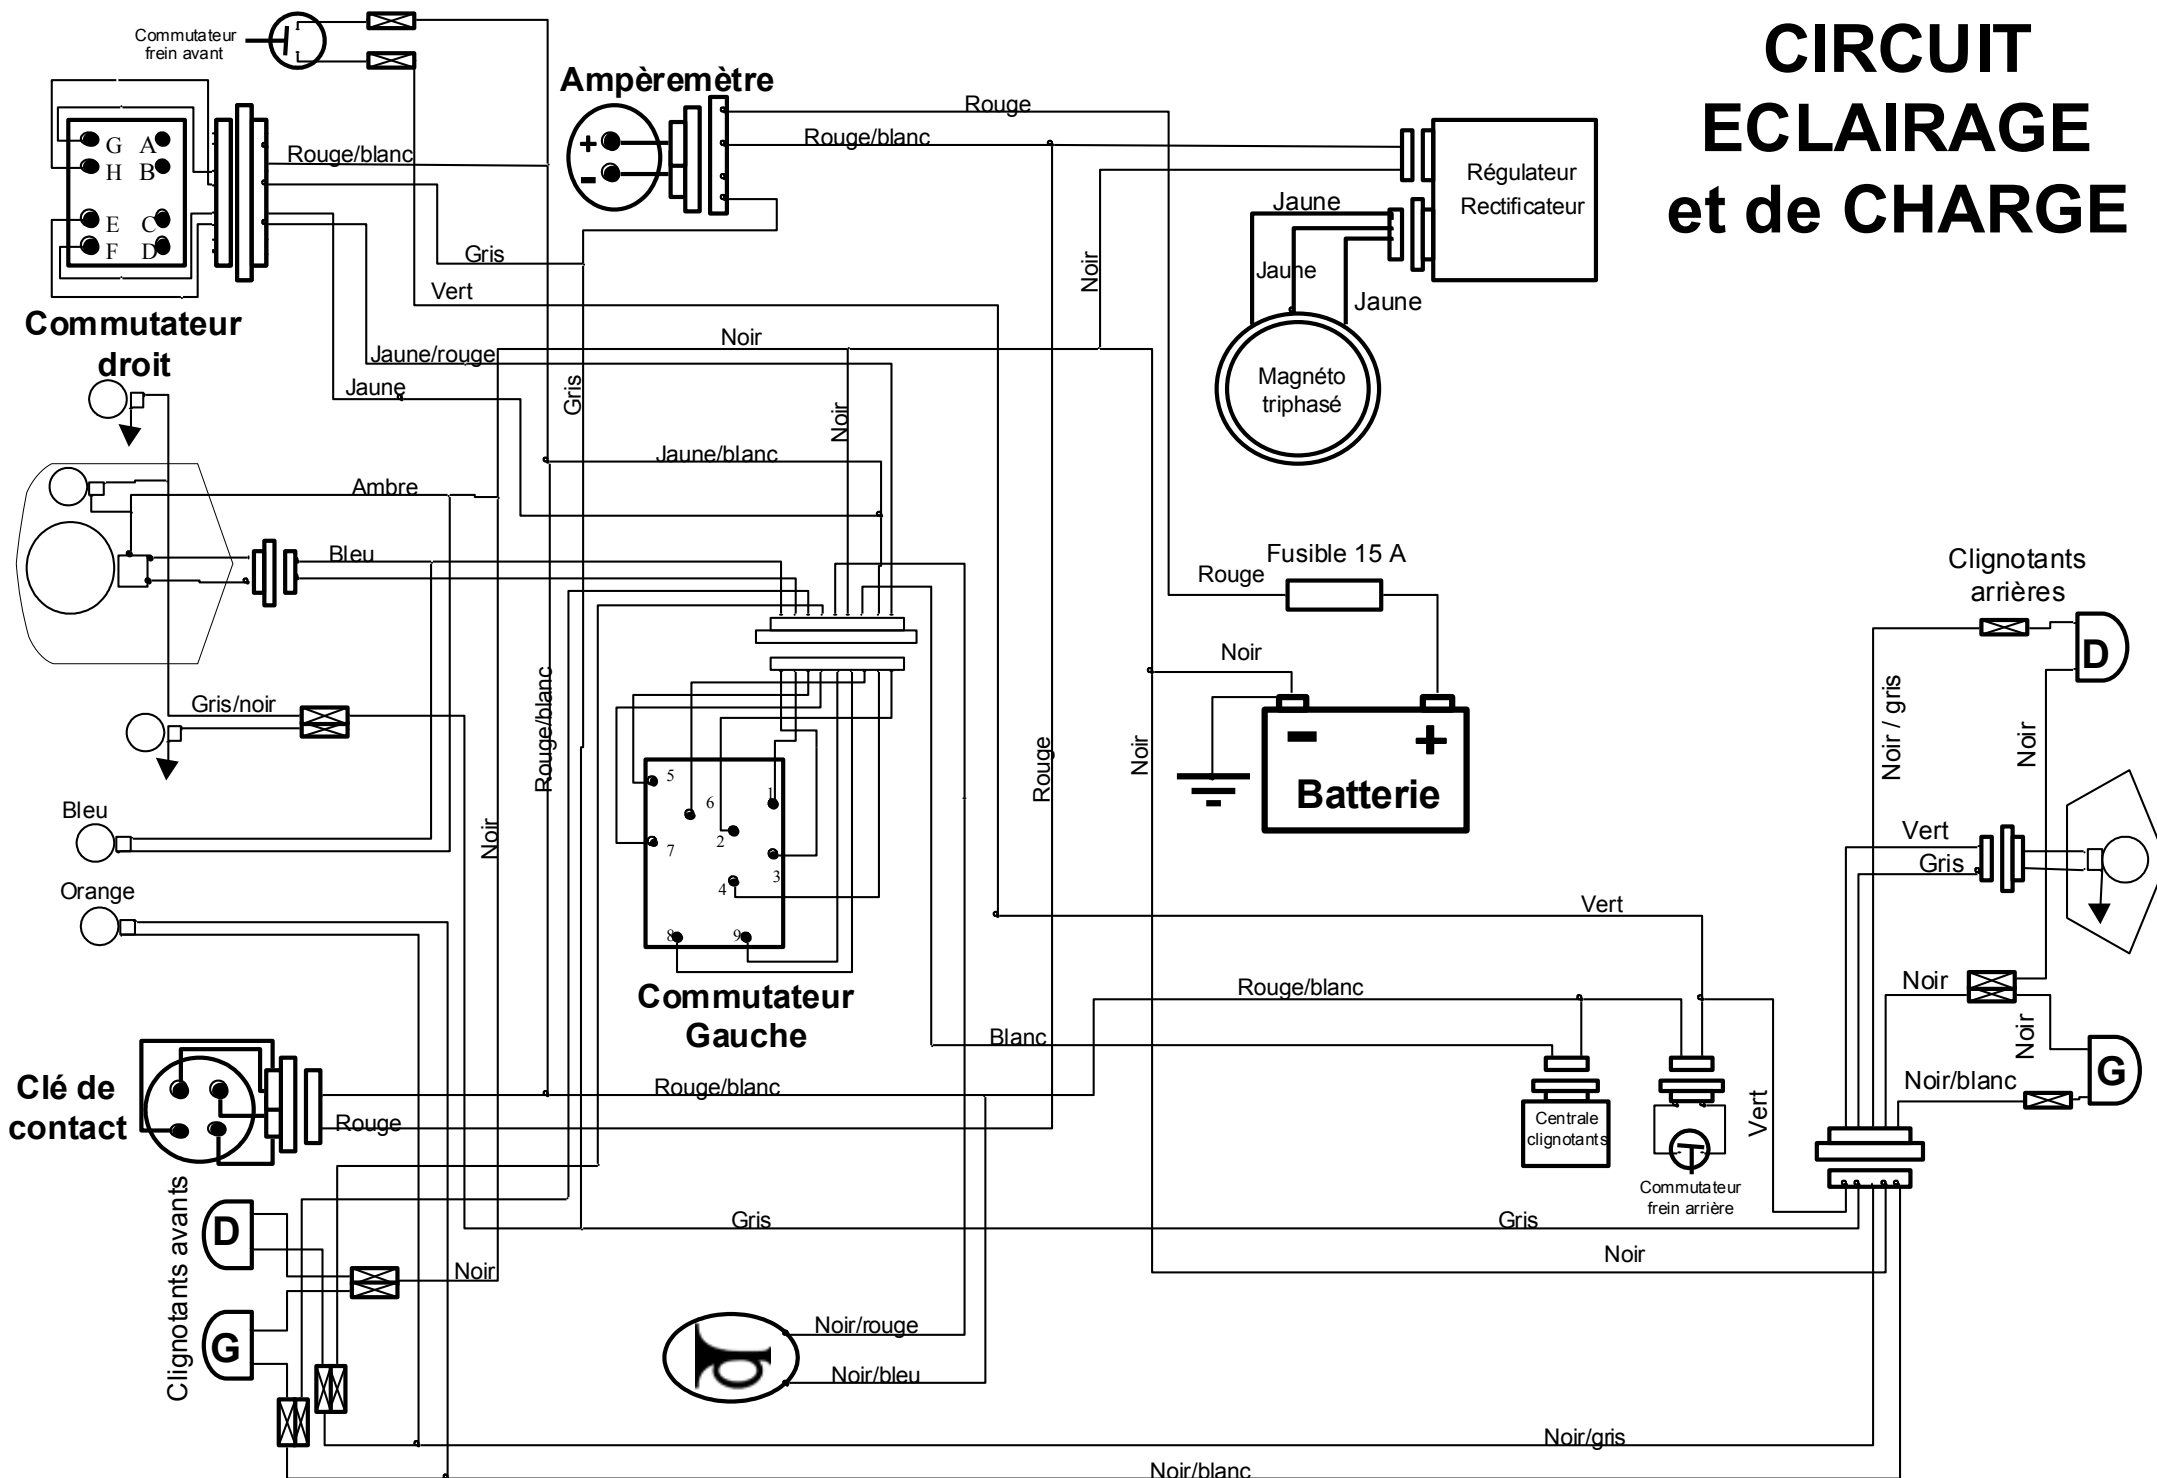 CIRCUIT
ECLAIRAGE
et de CHARGE
Commutateur
frein avant
Ampèremètre
+
-
Rouge
Rouge/blanc
Régulateur
Rectificateur
Jaune
Jaune
Jaune
Magnéto
triphasé
G A
H B
E C
F D
Rouge/blanc
Gris
Vert
Commutateur
droit
Noir
Noir
Jaune/rouge
Jaune
Gris
Noir
Jaune/blanc
Ambre
Bleu
Fusible 15 A
Rouge
Noir
- +
Batterie
Clignotants
arrières
D
Noir / gris
Noir
Vert
Gris
Noir
Noir
G
Noir/blanc
Gris/noir
Rouge/blanc
Noir
Rouge
Noir
Bleu
Orange
5
6
1
2
7
3
4
8
9
Commutateur
Gauche
Vert
Rouge/blanc
Blanc
Clé de
contact
Rouge/blanc
Rouge
Centrale
clignotants
Commutateur
frein arrière
Vert
Clignotants avants
D
G
Gris
Gris
Noir
Noir
Noir/rouge
Noir/bleu
Noir/gris
Noir/blanc